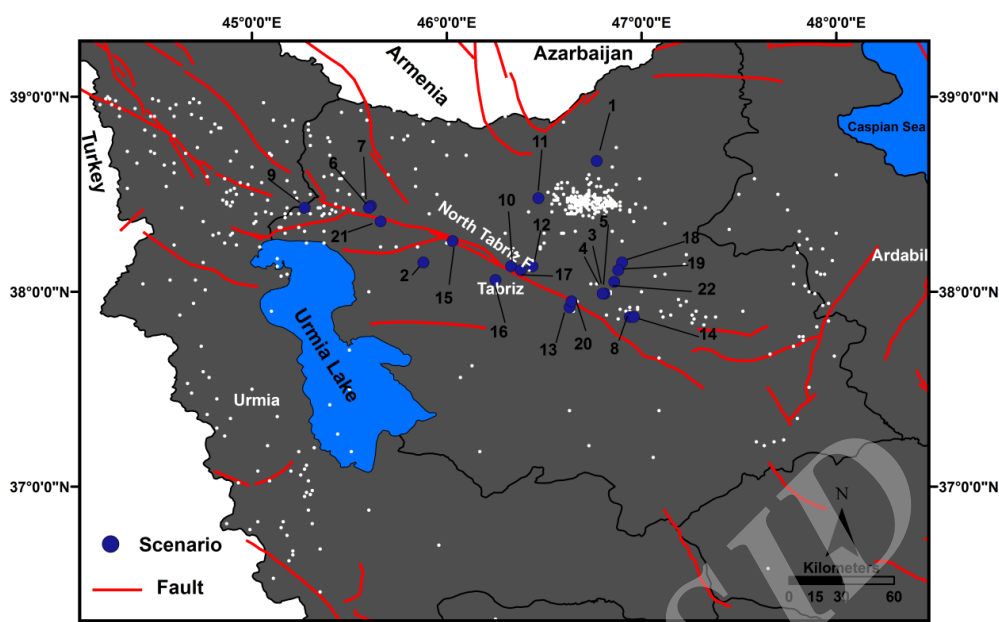 45°0'0"E 46°0'0"E 47°0'0"E 48°0'0"E
Armenia
Azarbaijan
Turkey
Caspian Sea
39°0'0"N
39°0'0"N
1
11
7
6
9
10
North Tabriz F.
12
5
3
4
18
19
22
Ardabil
21
2
15
17
Tabriz
38°0'0"N
38°0'0"N
16
13
20
8
14
Urmia Lake
Urmia
37°0'0"N
37°0'0"N
N
Scenario
Fault
Kilometers
0 15 30 60
SID